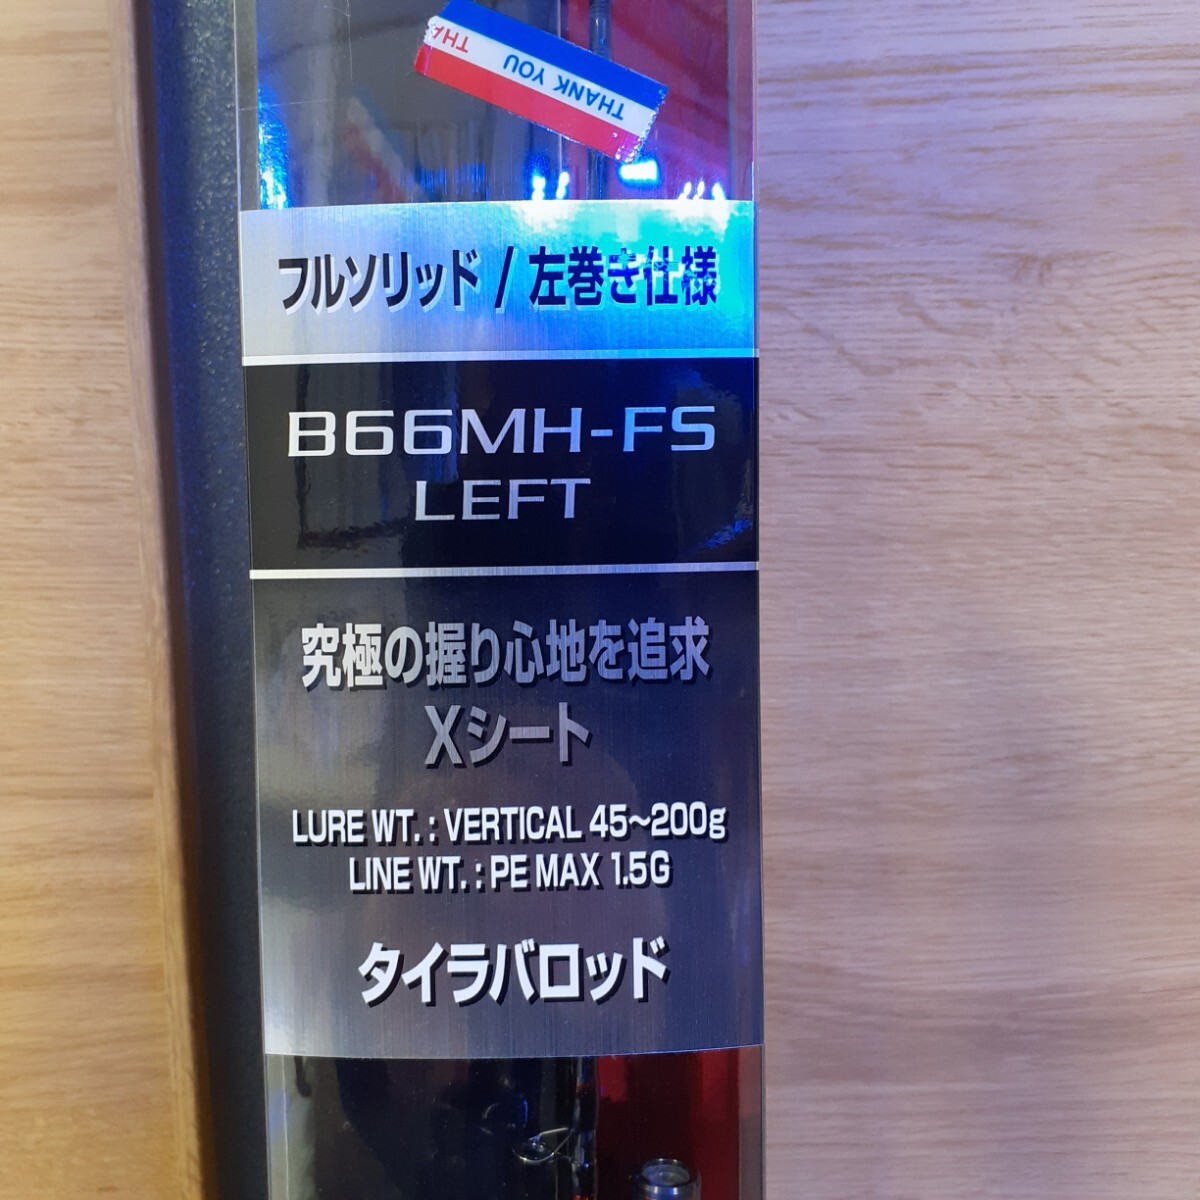 THANK YOU
THA
フルソリッド / 左巻き仕様
B66MH-FS
LEFT
究極の握り心地を追求
Xシート
LURE WT. : VERTICAL 45~200g
LINE WT. : PE MAX 1.5G
タイラバロッド